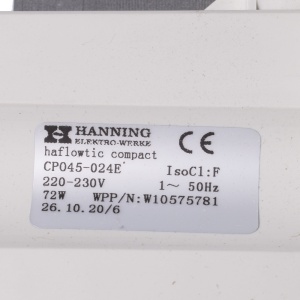 HANNING
ELEKTRO-WERKE
haflowtic compact
CP045-024E IsoCl:F
220-230V 1~ 50Hz
72W WPP/N:W10575781
26.10.20/6
CE